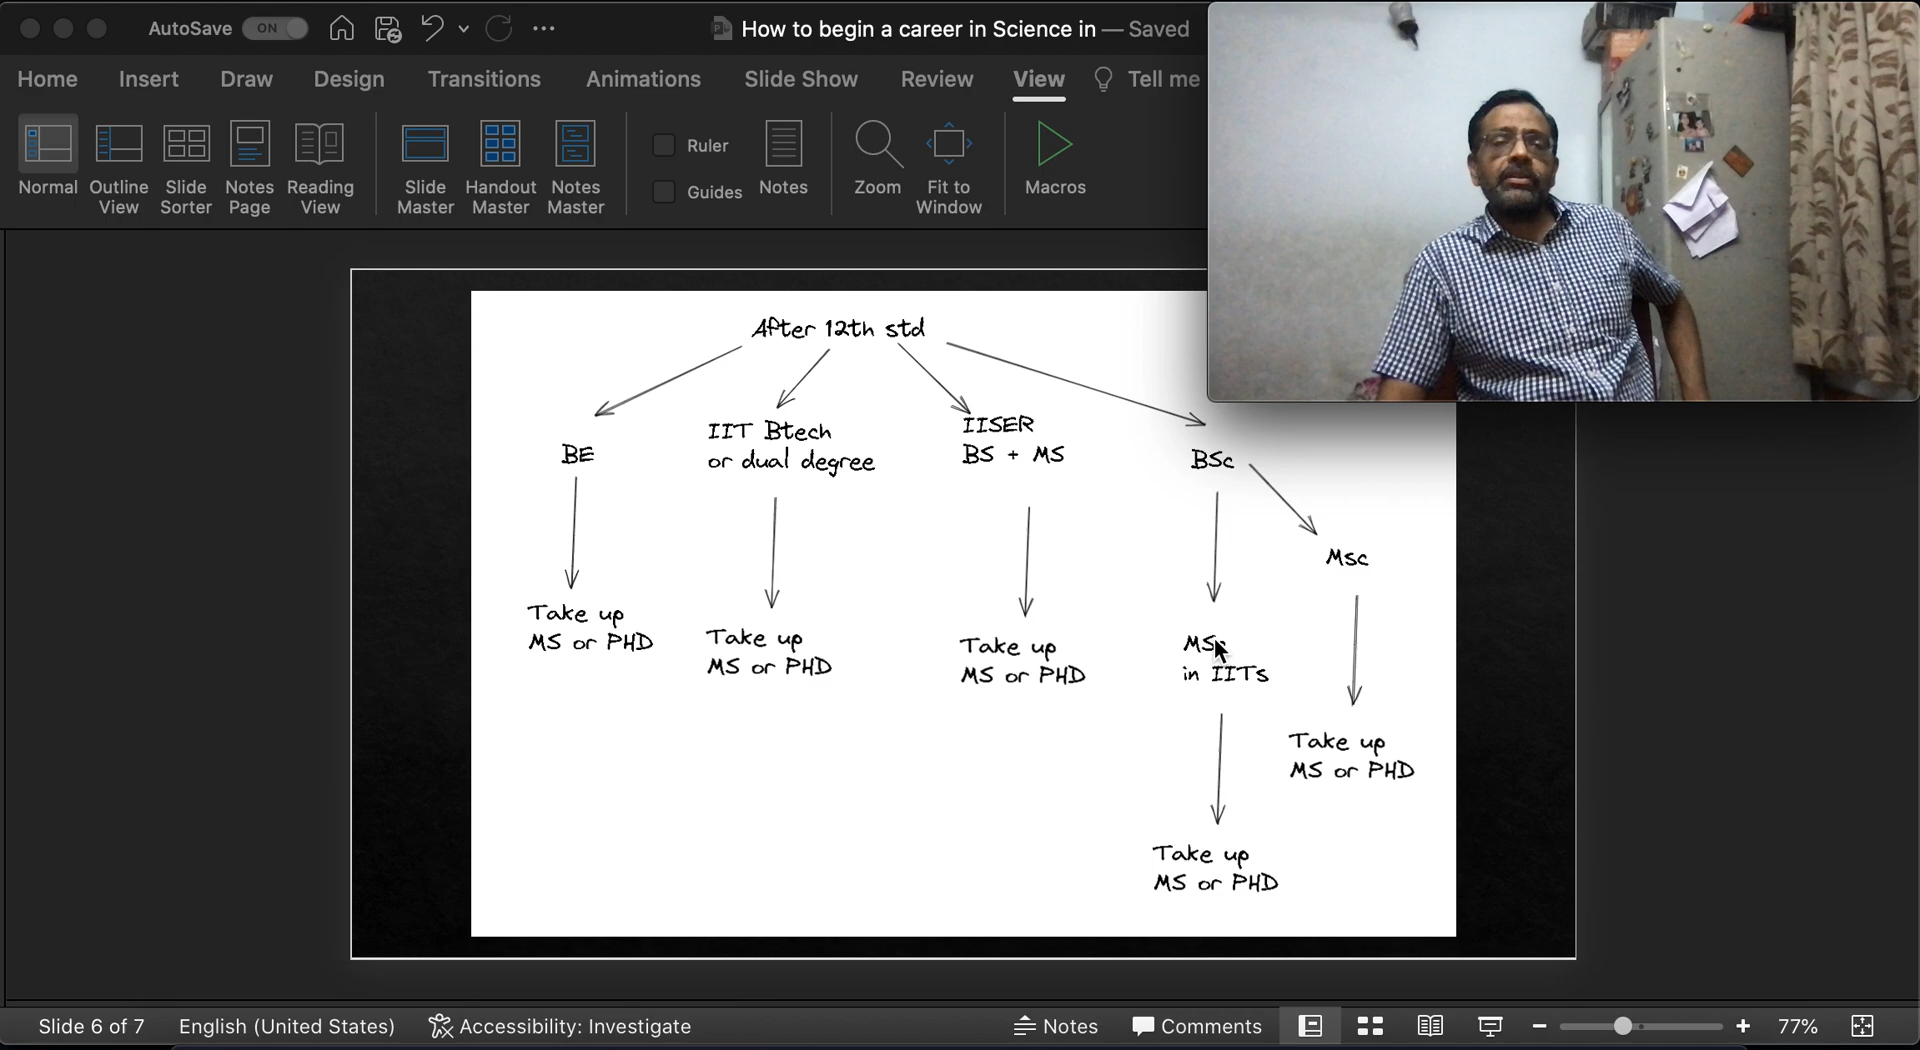 AutoSave ON How to begin a career in Science in — Saved
Home Insert Draw Design Transitions Animations Slide Show Review View Tell me
Ruler
Guides
Normal Outline View Slide Sorter Notes Page Reading View Slide Master Handout Master Notes Master Notes Zoom Fit to Window Macros
After 12th std
BE
IIT Btech
or dual degree
IISER
BS + MS
BSc
Msc
Take up
MS or PHD
Take up
MS or PHD
Take up
MS or PHD
in IITs
Take up
MS or PHD
Take up
MS or PHD
Slide 6 of 7 English (United States) Accessibility: Investigate Notes Comments 77%